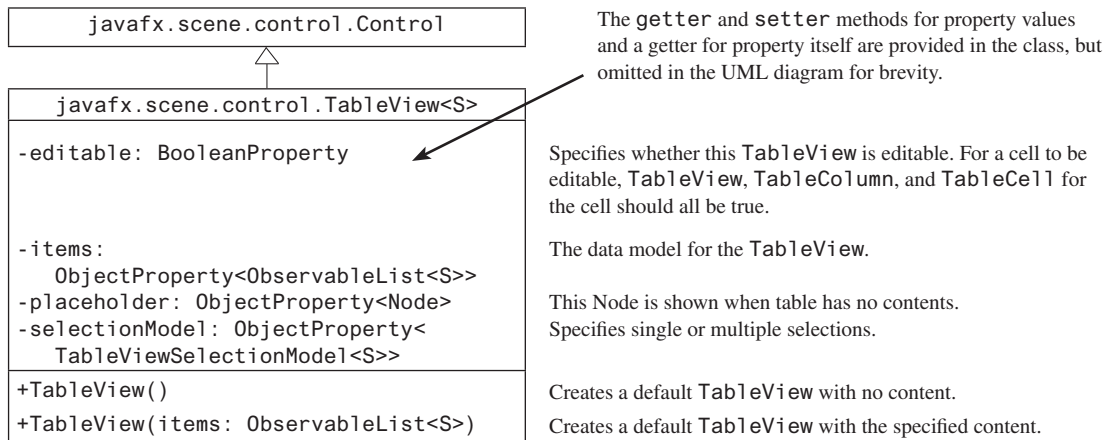 javafx.scene.control.Control
The getter and setter methods for property values
and a getter for property itself are provided in the class, but
omitted in the UML diagram for brevity.
javafx.scene.control.TableView<S>
-editable: BooleanProperty
Specifies whether this TableView is editable. For a cell to be
editable, TableView, TableColumn, and TableCell for
the cell should all be true.
-items:
ObjectProperty<ObservableList<S>>
The data model for the TableView.
-placeholder: ObjectProperty<Node>
This Node is shown when table has no contents.
-selectionModel: ObjectProperty<
TableViewSelectionModel<S>>
Specifies single or multiple selections.
+TableView()
Creates a default TableView with no content.
+TableView(items: ObservableList<S>)
Creates a default TableView with the specified content.